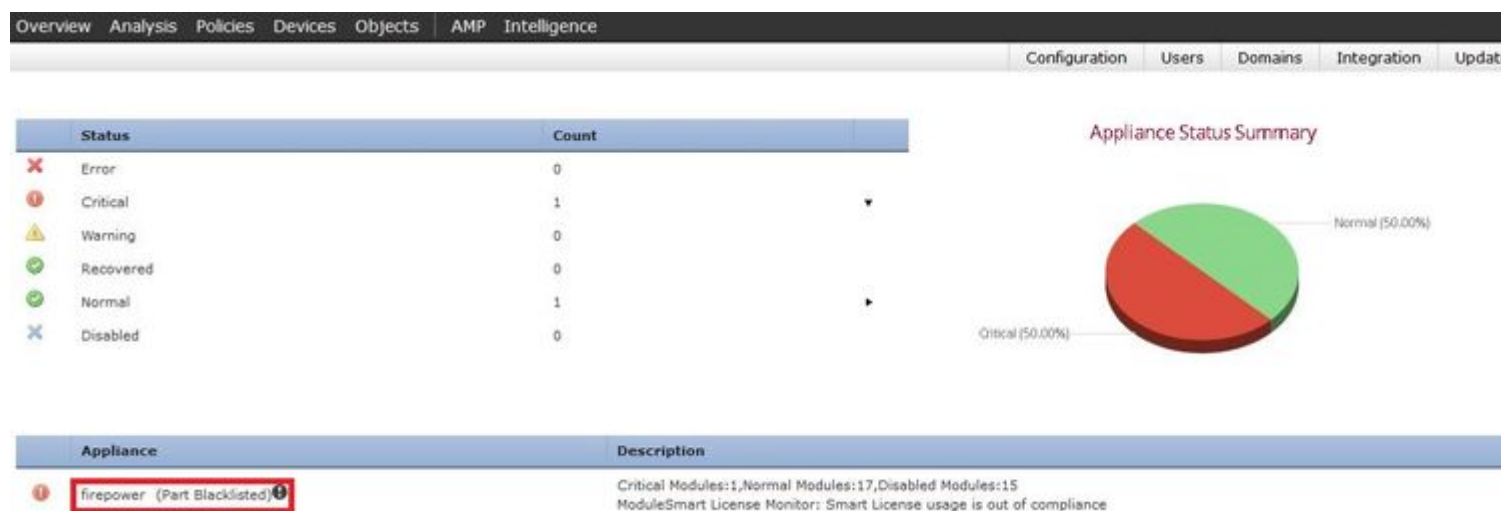 Overview Analysis Policies Devices Objects AMP Intelligence
Configuration Users Domains Integration Updat
Status Count
Error 0
Critical 1
Warning 0
Recovered 0
Normal 1
Disabled 0
Appliance Status Summary
Normal (50.00%)
Critical (50.00%)
Appliance Description
firepower (Part Blacklisted)
Critical Modules:1,Normal Modules:17,Disabled Modules:15
ModuleSmart License Monitor: Smart License usage is out of compliance